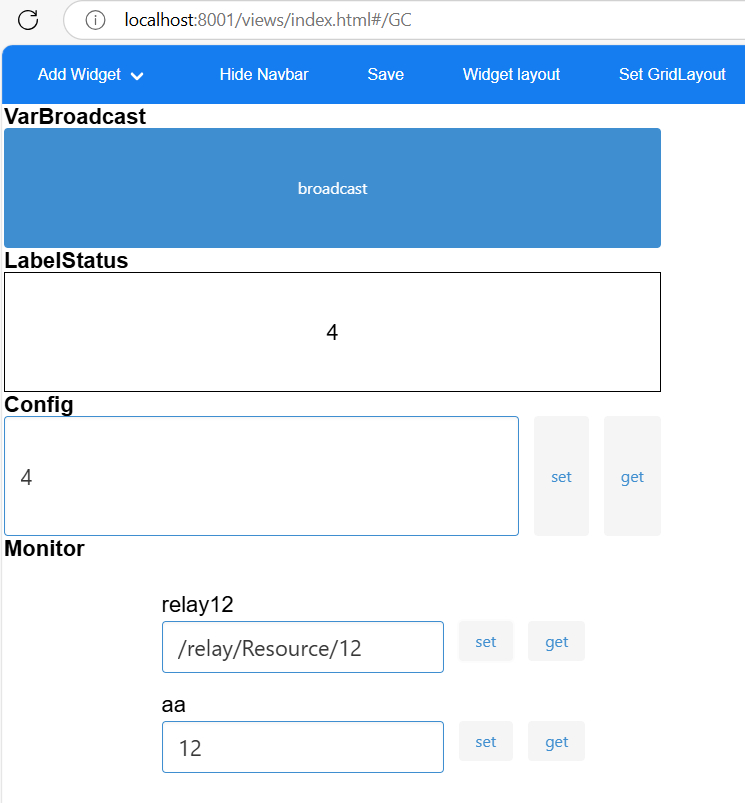 localhost:8001/views/index.html#/GC
Add Widget Hide Navbar Save Widget layout Set GridLayout
VarBroadcast
broadcast
LabelStatus
4
Config
4 set get
Monitor
relay12
/relay/Resource/12 set get
aa
12 set get